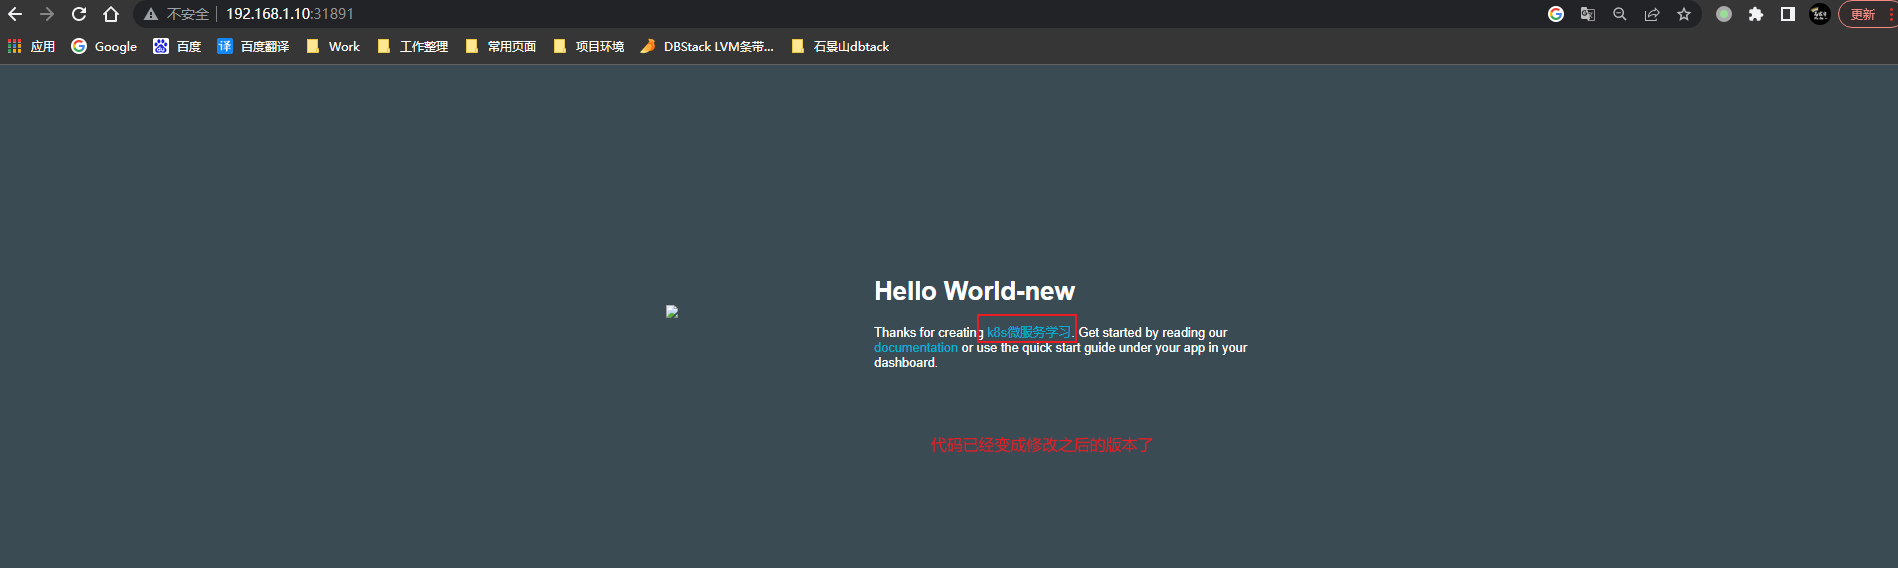 不安全 192.168.1.10:31891
更新
应用 Google 百度 译 百度翻译 Work 工作整理 常用页面 项目环境 DBStack LVM条带... 石景山dbtack
Hello World-new
Thanks for creating k8s微服务学习. Get started by reading our
documentation or use the quick start guide under your app in your
dashboard.
代码已经变成修改之后的版本了